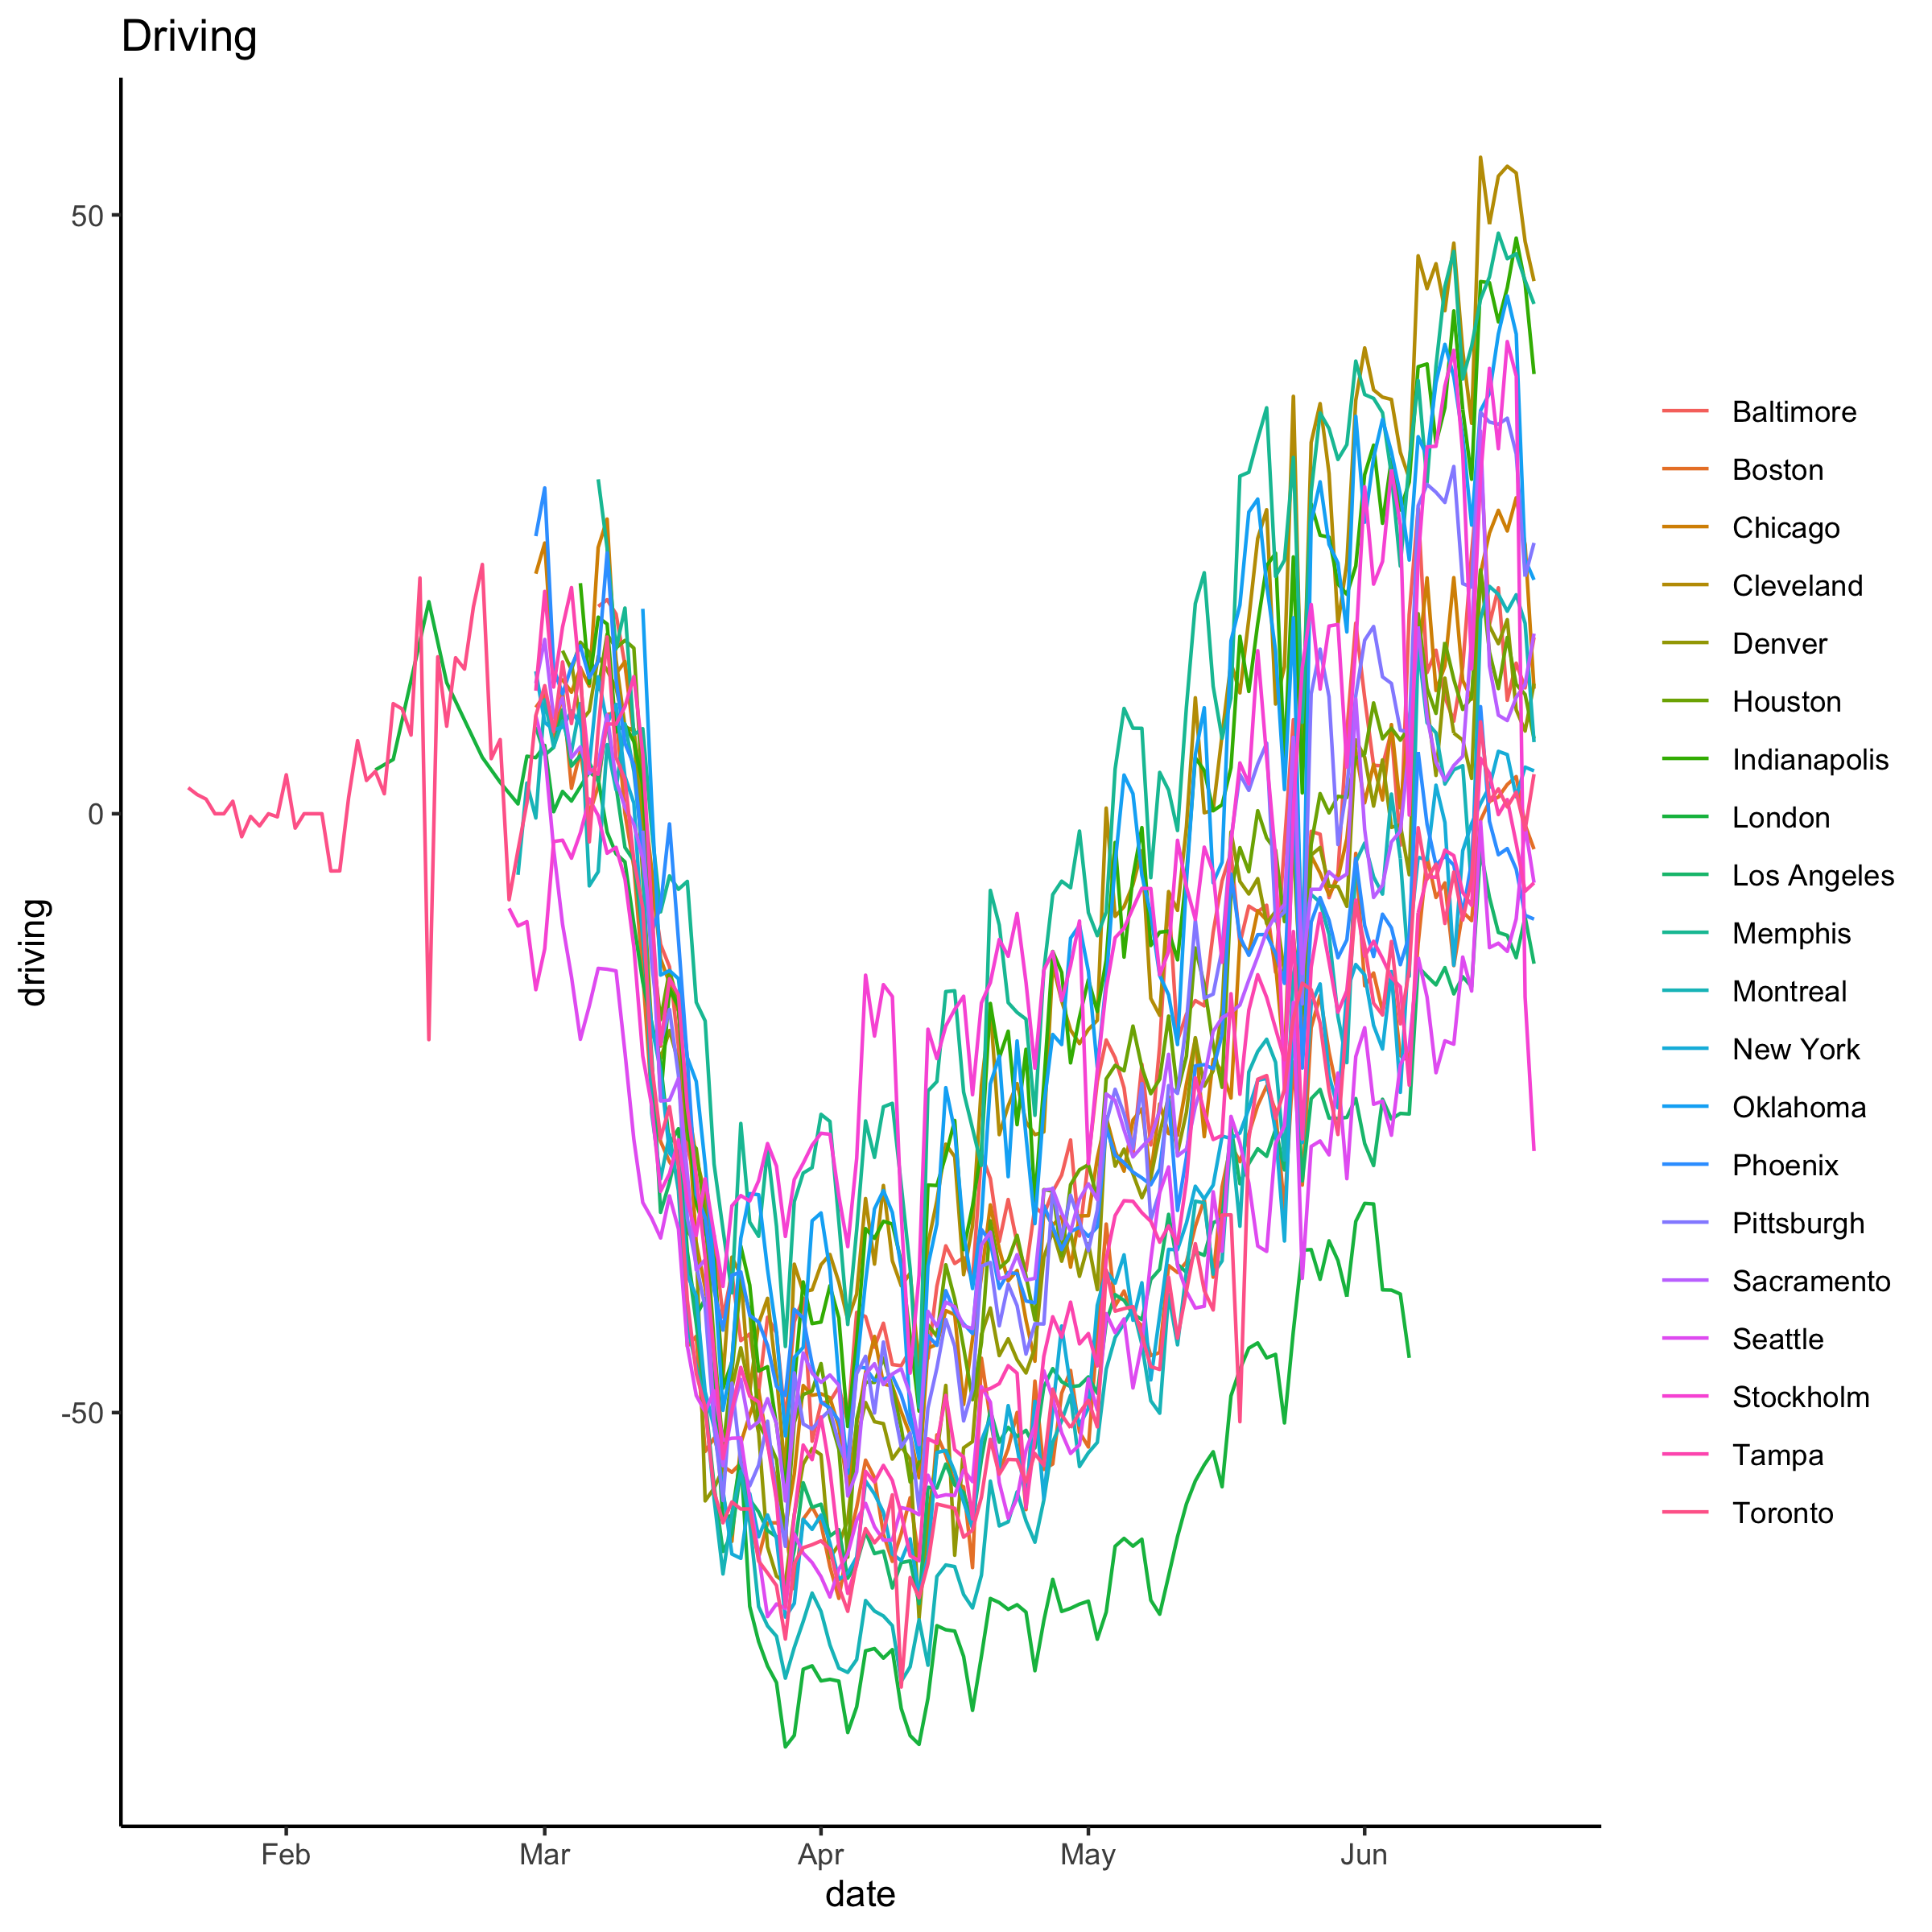 Driving
50
0
-50
driving
Feb
Mar
Apr
May
Jun
date
Baltimore
Boston
Chicago
Cleveland
Denver
Houston
Indianapolis
London
Los Angeles
Memphis
Montreal
New York
Oklahoma
Phoenix
Pittsburgh
Sacramento
Seattle
Stockholm
Tampa
Toronto